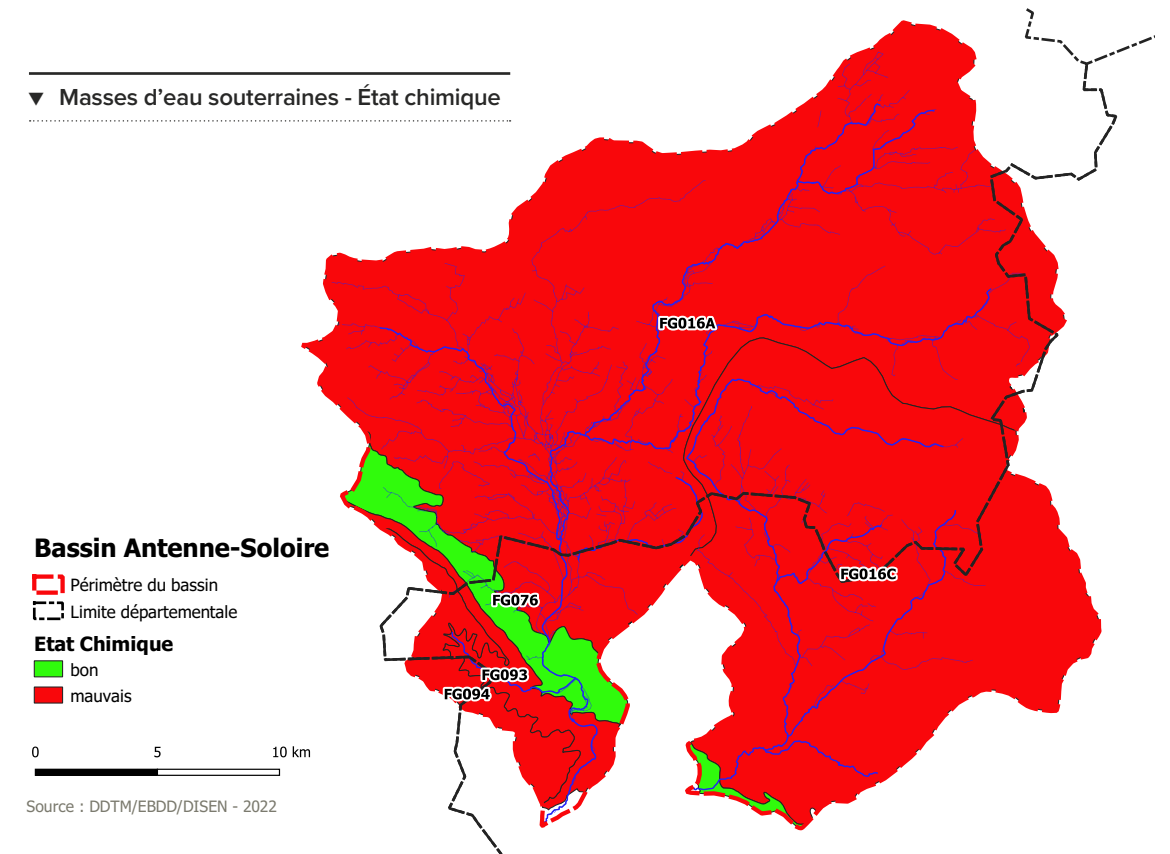 ▼ Masses d’eau souterraines - État chimique
FG016A
FG016C
FG076
FG093
FG094
Bassin Antenne-Soloire
Périmètre du bassin
Limite départementale
Etat Chimique
bon
mauvais
0 5 10 km
Source : DDTM/EBDD/DISEN - 2022